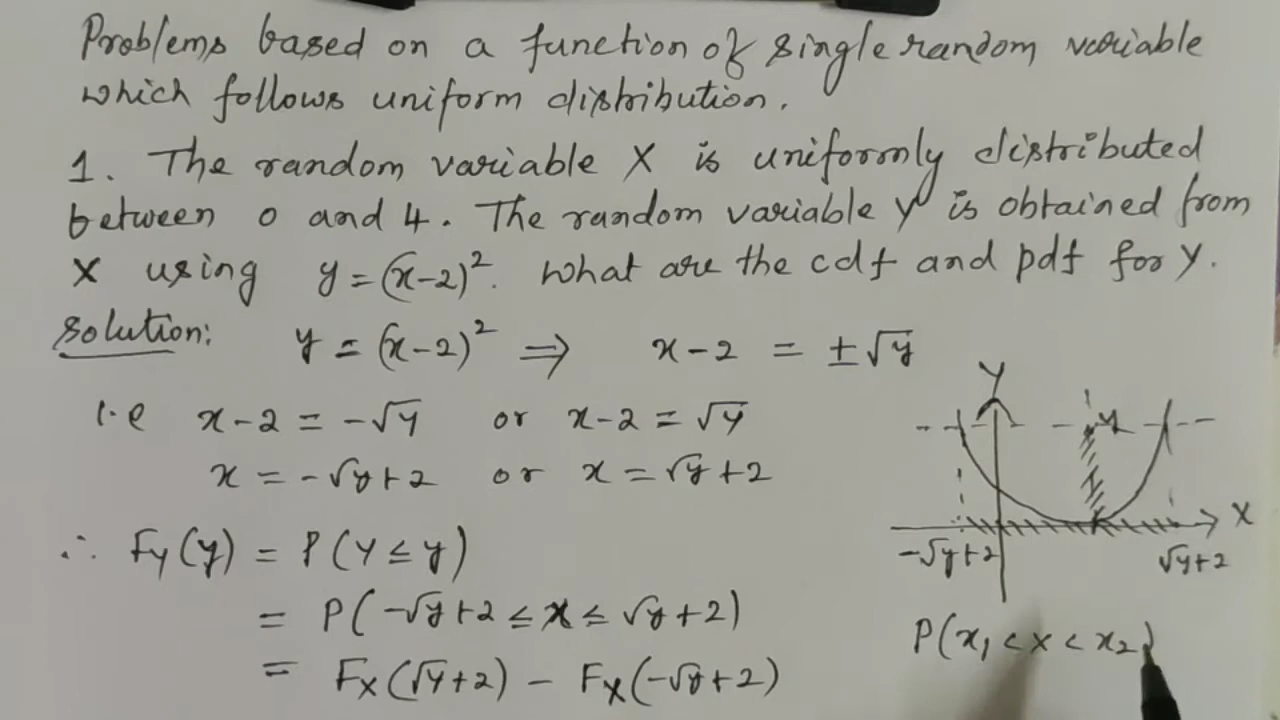 Problems based on a function of single random variable
which follows uniform distribution.
1. The random variable X is uniformly distributed
between 0 and 4. The random variable Y is obtained from
X using y = (x-2)². What are the cdf and pdf for Y.
Solution: y = (x-2)² ⇒ x-2 = ±√y
i.e x-2 = -√y or x-2 = √y
x = -√y+2 or x = √y+2
∴ F_Y(y) = P(Y ≤ y)
= P(-√y+2 ≤ X ≤ √y+2)
= F_X(√y+2) - F_X(-√y+2)
Y
y
X
-√y+2
√y+2
P(x₁ < X < x₂)